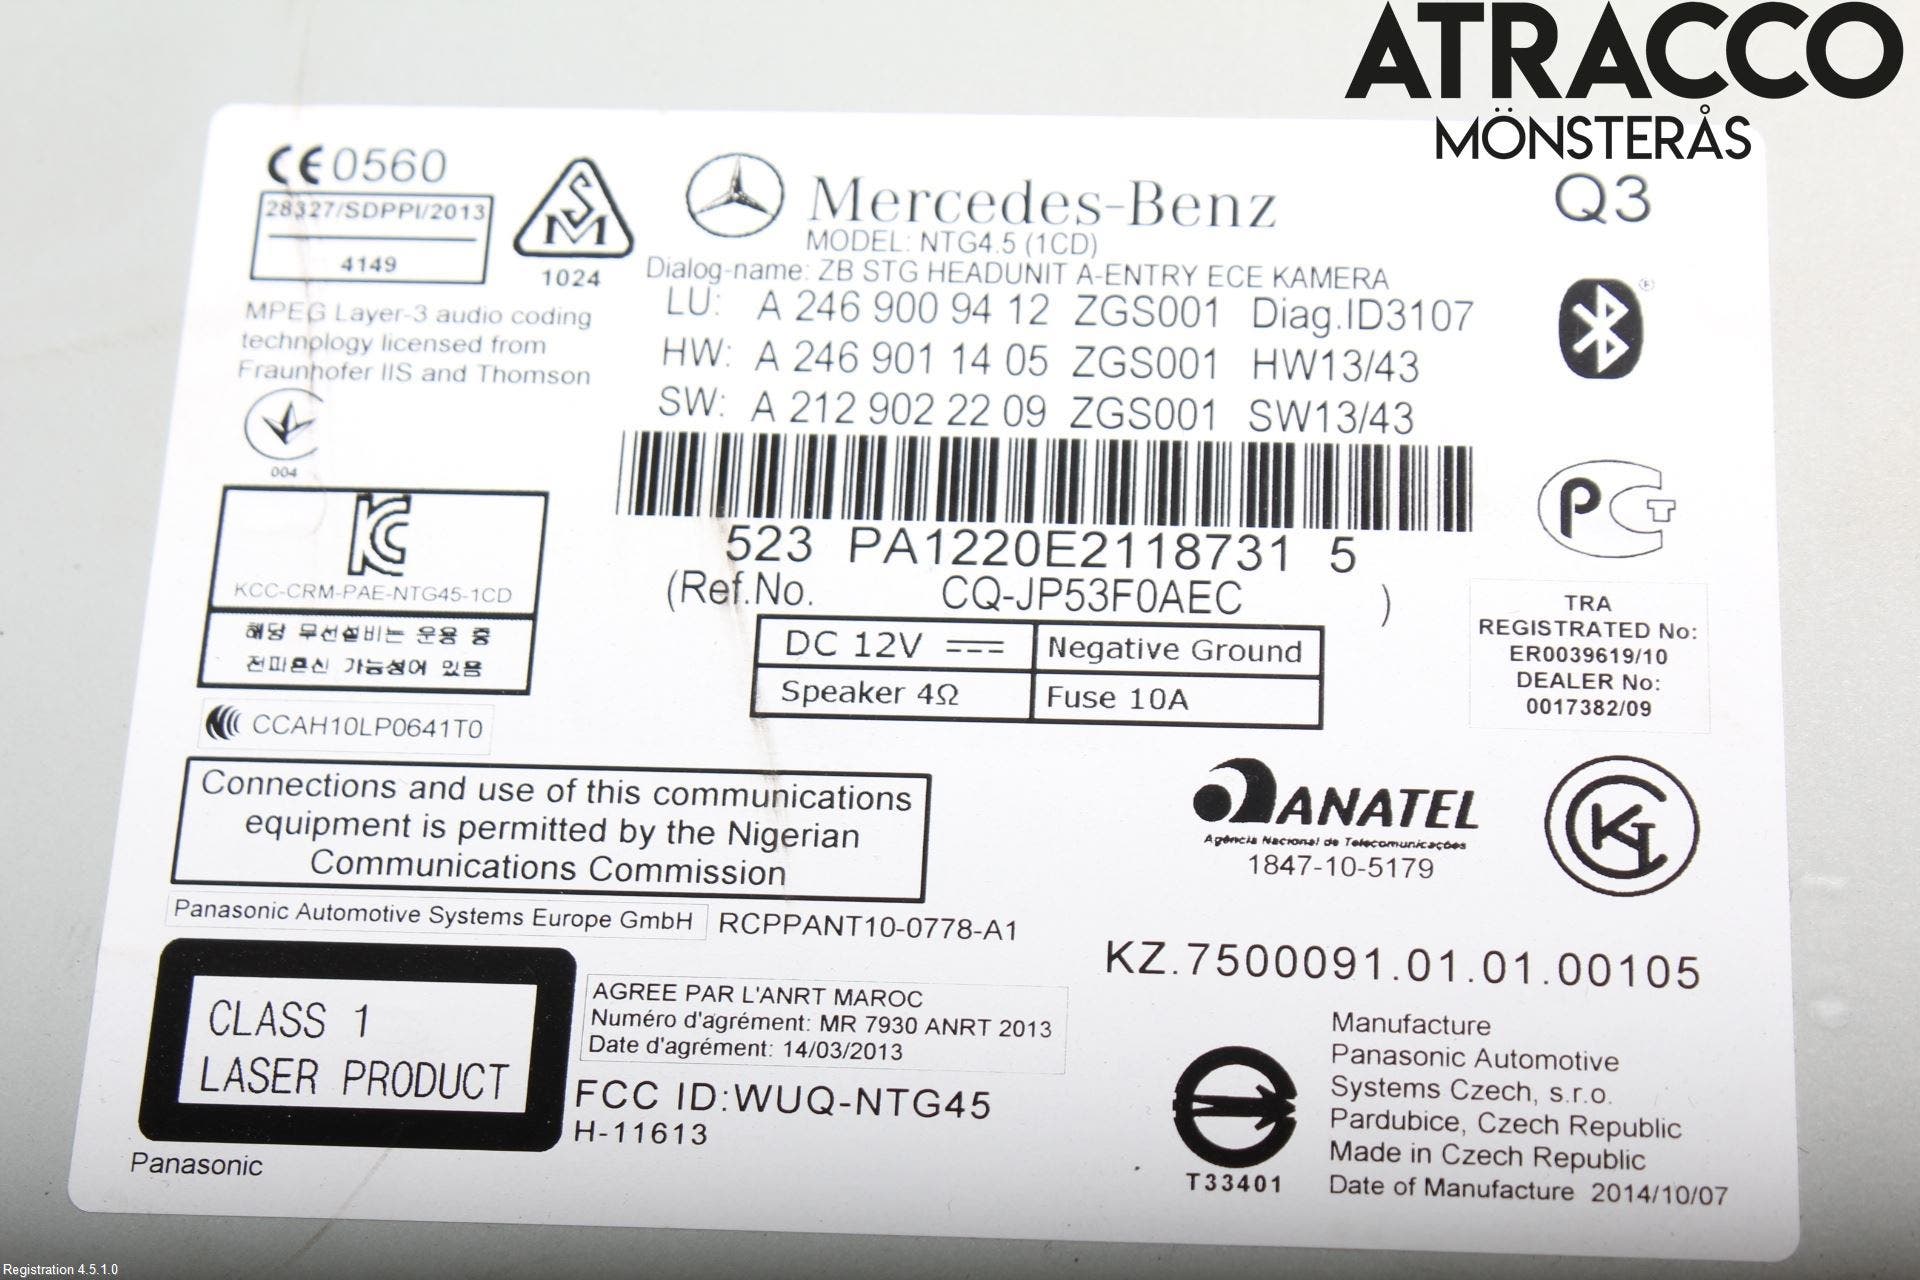 ATRACCO
MÖNSTERÅS
CE0560
28327/SDPPI/2013
4149
SM
1024
Mercedes-Benz
MODEL: NTG4.5 (1CD)
Dialog-name: ZB STG HEADUNIT A-ENTRY ECE KAMERA
Q3
LU: A 246 900 94 12 ZGS001 Diag.ID3107
HW: A 246 901 14 05 ZGS001 HW13/43
SW: A 212 902 22 09 ZGS001 SW13/43
MPEG Layer-3 audio coding
technology licensed from
Fraunhofer IIS and Thomson
004
523 PA1220E2118731 5
(Ref.No. CQ-JP53F0AEC )
KC
KCC-CRM-PAE-NTG45-1CD
해당 무선설비는 운용 중
전파혼신 가능성이 있음
CCAH10LP0641T0
DC 12V
Negative Ground
Speaker 4Ω
Fuse 10A
PCT
TRA
REGISTRATED No:
ER0039619/10
DEALER No:
0017382/09
Connections and use of this communications
equipment is permitted by the Nigerian
Communications Commission
ANATEL
Agência Nacional de Telecomunicações
1847-10-5179
Panasonic Automotive Systems Europe GmbH
RCPPANT10-0778-A1
KZ.7500091.01.01.00105
CLASS 1
LASER PRODUCT
Panasonic
AGREE PAR L'ANRT MAROC
Numéro d'agrément: MR 7930 ANRT 2013
Date d'agrément: 14/03/2013
FCC ID:WUQ-NTG45
H-11613
T33401
Manufacture
Panasonic Automotive
Systems Czech, s.r.o.
Pardubice, Czech Republic
Made in Czech Republic
Date of Manufacture 2014/10/07
Registration 4.5.1.0